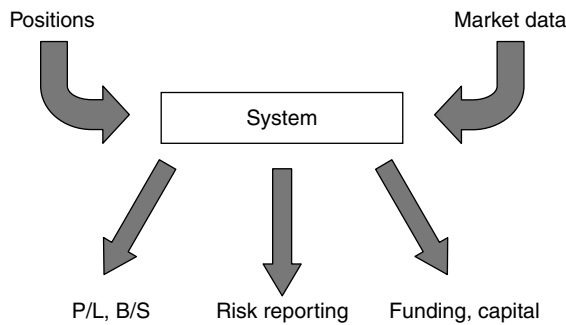 Positions
Market data
System
P/L, B/S
Risk reporting
Funding, capital